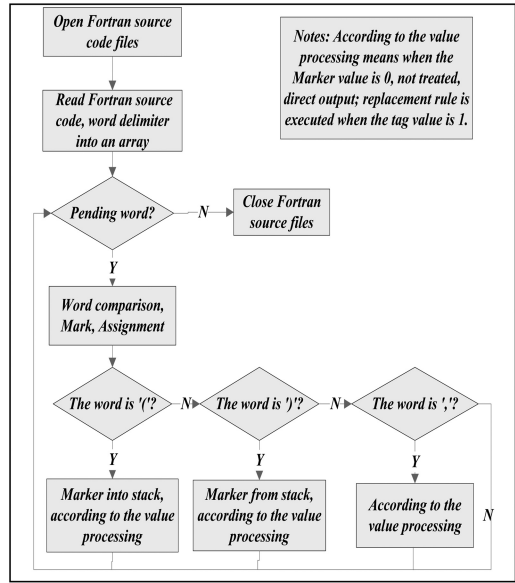 Open Fortran source
code files
Notes: According to the value
processing means when the
Marker value is 0, not treated,
direct output; replacement rule is
executed when the tag value is 1.
Read Fortran source
code, word delimiter
into an array
Pending word?
N
Close Fortran
source files
Y
Word comparison,
Mark, Assignment
The word is '('?
N
The word is ')'?
N
The word is ','?
Y
Y
Y
N
Marker into stack,
according to the value
processing
Marker from stack,
according to the value
processing
According to the
value processing